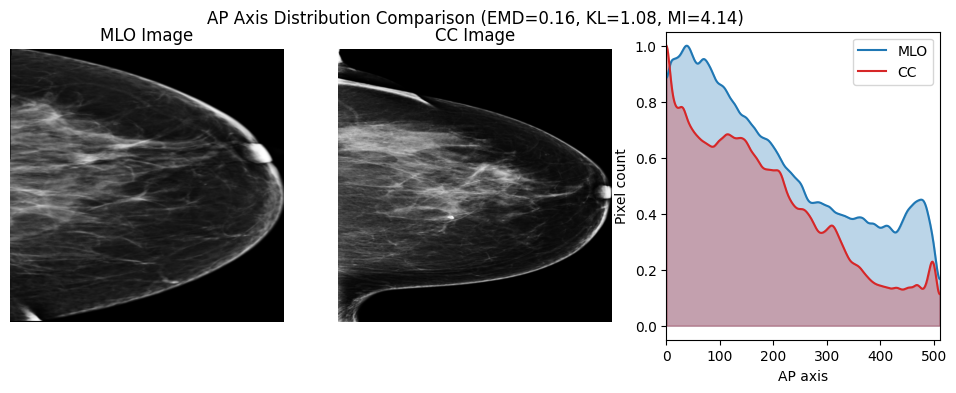 AP Axis Distribution Comparison (EMD=0.16, KL=1.08, MI=4.14)
MLO Image
CC Image
MLO
CC
Pixel count
1.0
0.8
0.6
0.4
0.2
0.0
0 100 200 300 400 500
AP axis